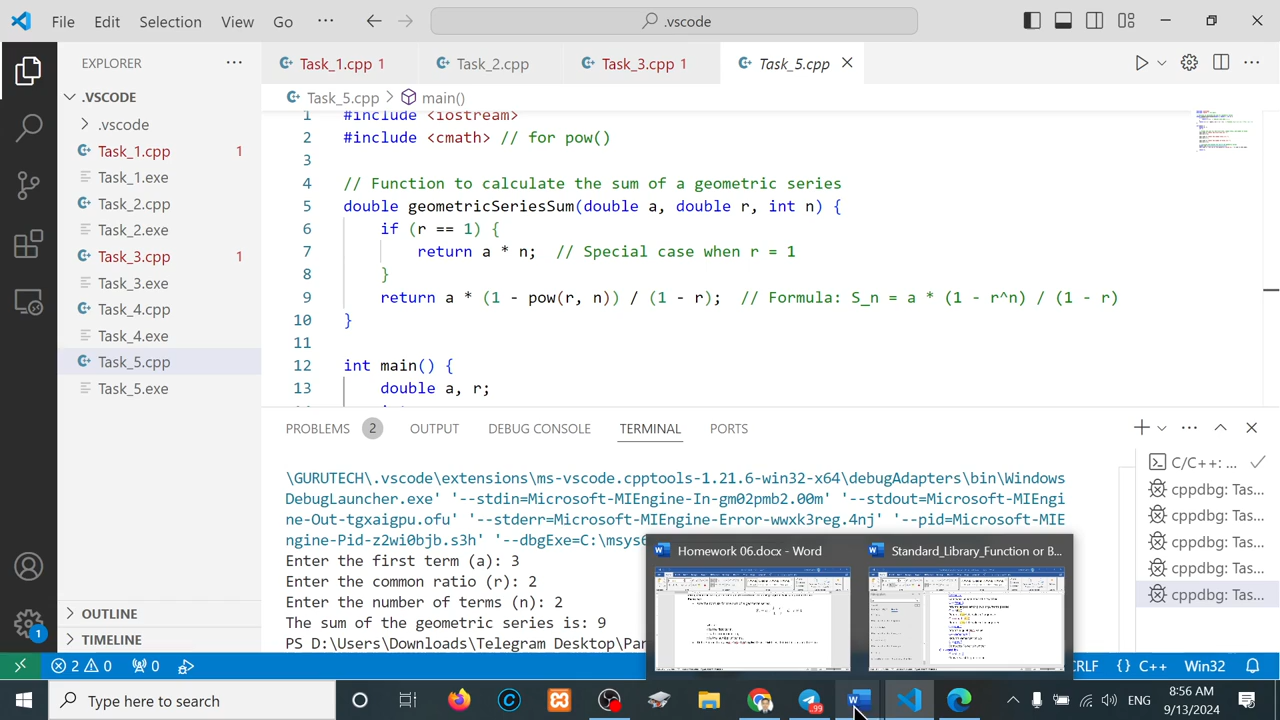 File Edit Selection View Go ··· .vscode
EXPLORER ···
.VSCODE
.vscode
Task_1.cpp 1
Task_1.exe
Task_2.cpp
Task_2.exe
Task_3.cpp 1
Task_3.exe
Task_4.cpp
Task_4.exe
Task_5.cpp
Task_5.exe
OUTLINE
TIMELINE
Task_1.cpp 1 Task_2.cpp Task_3.cpp 1 Task_5.cpp
Task_5.cpp > main()
1 #include <iostream>
2 #include <cmath> // For pow()
3
4 // Function to calculate the sum of a geometric series
5 double geometricSeriesSum(double a, double r, int n) {
6 if (r == 1) {
7 return a * n; // Special case when r = 1
8 }
9 return a * (1 - pow(r, n)) / (1 - r); // Formula: S_n = a * (1 - r^n) / (1 - r)
10 }
11
12 int main() {
13 double a, r;
PROBLEMS 2 OUTPUT DEBUG CONSOLE TERMINAL PORTS
\GURUTECH\.vscode\extensions\ms-vscode.cpptools-1.21.6-win32-x64\debugAdapters\bin\Windows
DebugLauncher.exe' '--stdin=Microsoft-MIEngine-In-gm02pmb2.00m' '--stdout=Microsoft-MIEngi
ne-Out-tgxaigpu.ofu' '--stderr=Microsoft-MIEngine-Error-wwxk3reg.4nj' '--pid=Microsoft-MIE
ngine-Pid-z2wi0bjb.s3h' '--dbgExe=C:\msys6
Enter the first term (a): 3
Enter the common ratio (r): 2
Enter the number of terms (n): 2
The sum of the geometric series is: 9
PS D:\Users\Downloads\Telegram Desktop\Par
C/C++: ...
cppdbg: Tas...
cppdbg: Tas...
cppdbg: Tas...
cppdbg: Tas...
cppdbg: Tas...
Homework 06.docx - Word Standard_Library_Function or B...
1
2 0 0 CRLF {} C++ Win32
Type here to search
99
ENG
8:56 AM
9/13/2024